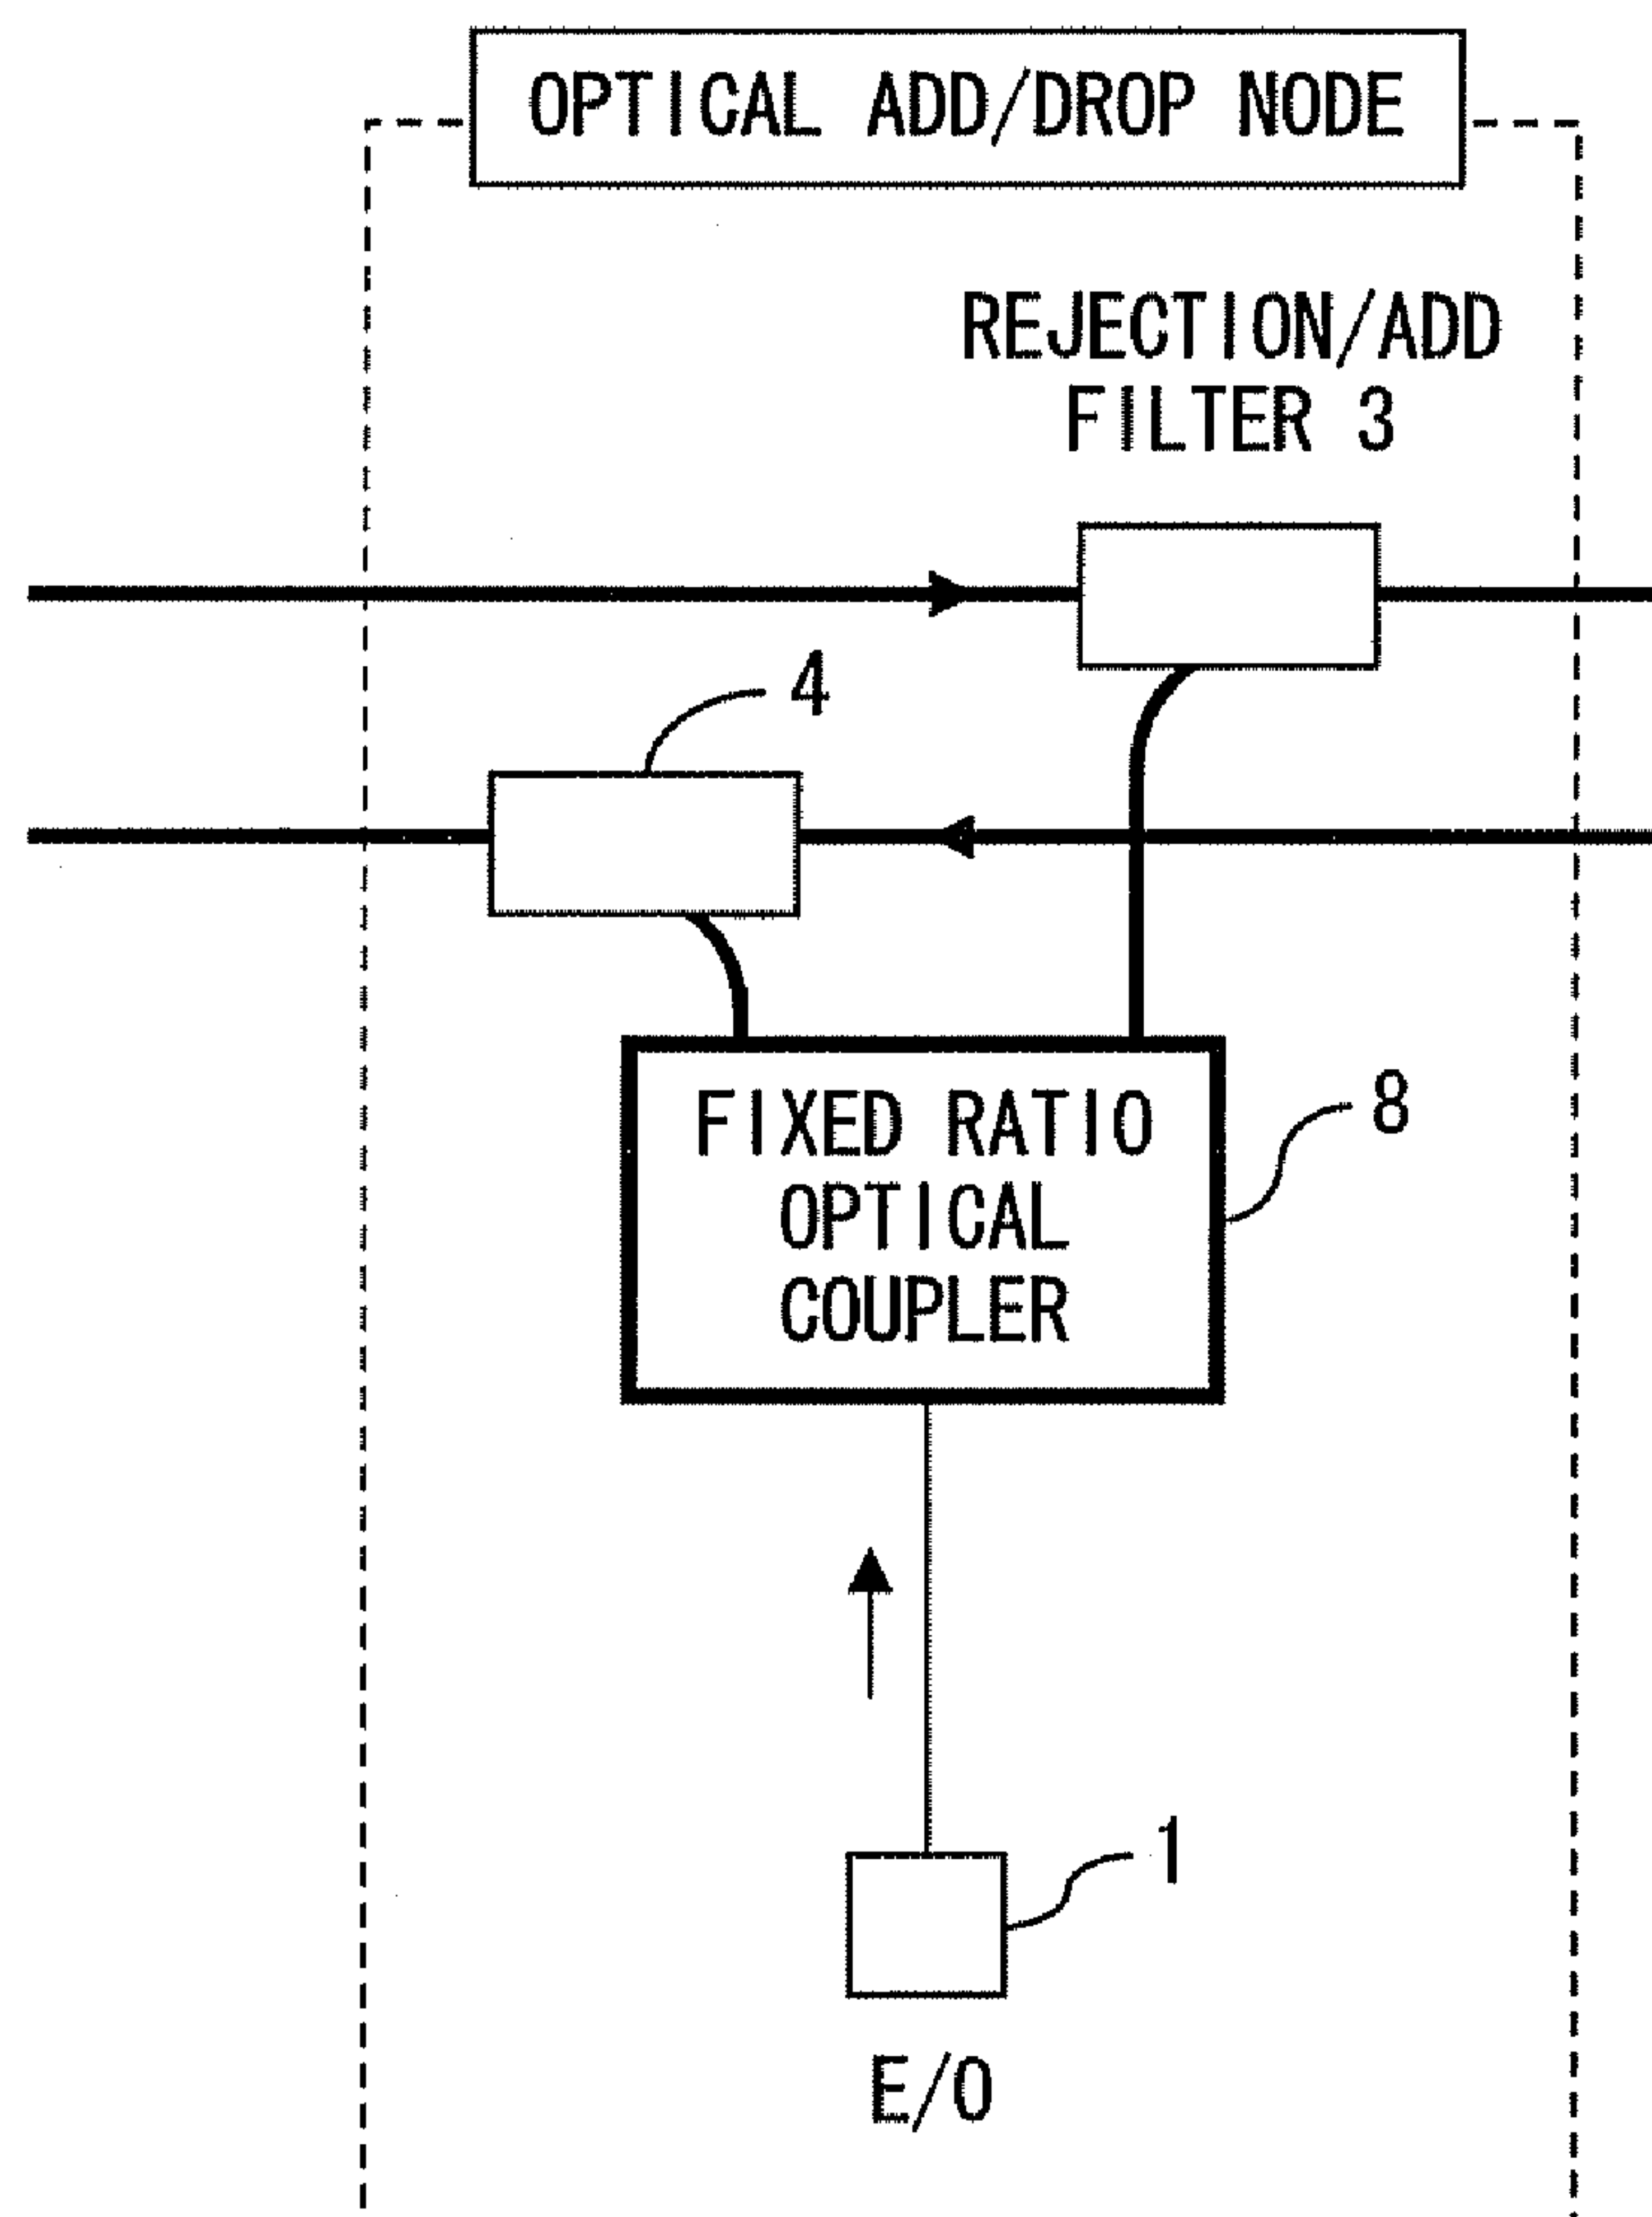 OPTICAL ADD/DROP NODE
REJECTION/ADD
FILTER 3
4
FIXED RATIO
OPTICAL
COUPLER
8
1
E/O